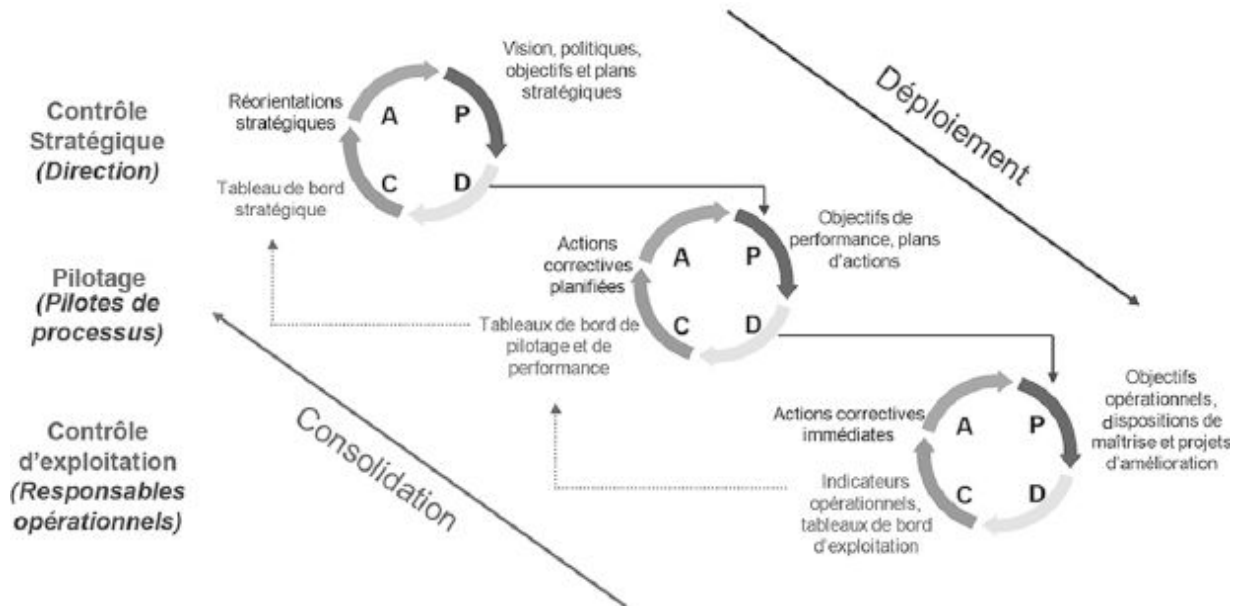 Contrôle
Stratégique
(Direction)
Vision, politiques,
objectifs et plans
stratégiques
Réorientations
stratégiques
A
P
C
D
Tableau de bord
stratégique
Déploiement
Pilotage
(Pilotes de
processus)
Objectifs de
performance, plans
d'actions
Actions
correctives
planifiées
A
P
C
D
Tableaux de bord de
pilotage et de
performance
Consolidation
Contrôle
d'exploitation
(Responsables
opérationnels)
Objectifs
opérationnels,
dispositions de
maîtrise et projets
d'amélioration
Actions correctives
immédiates
A
P
C
D
Indicateurs
opérationnels,
tableaux de bord
d'exploitation